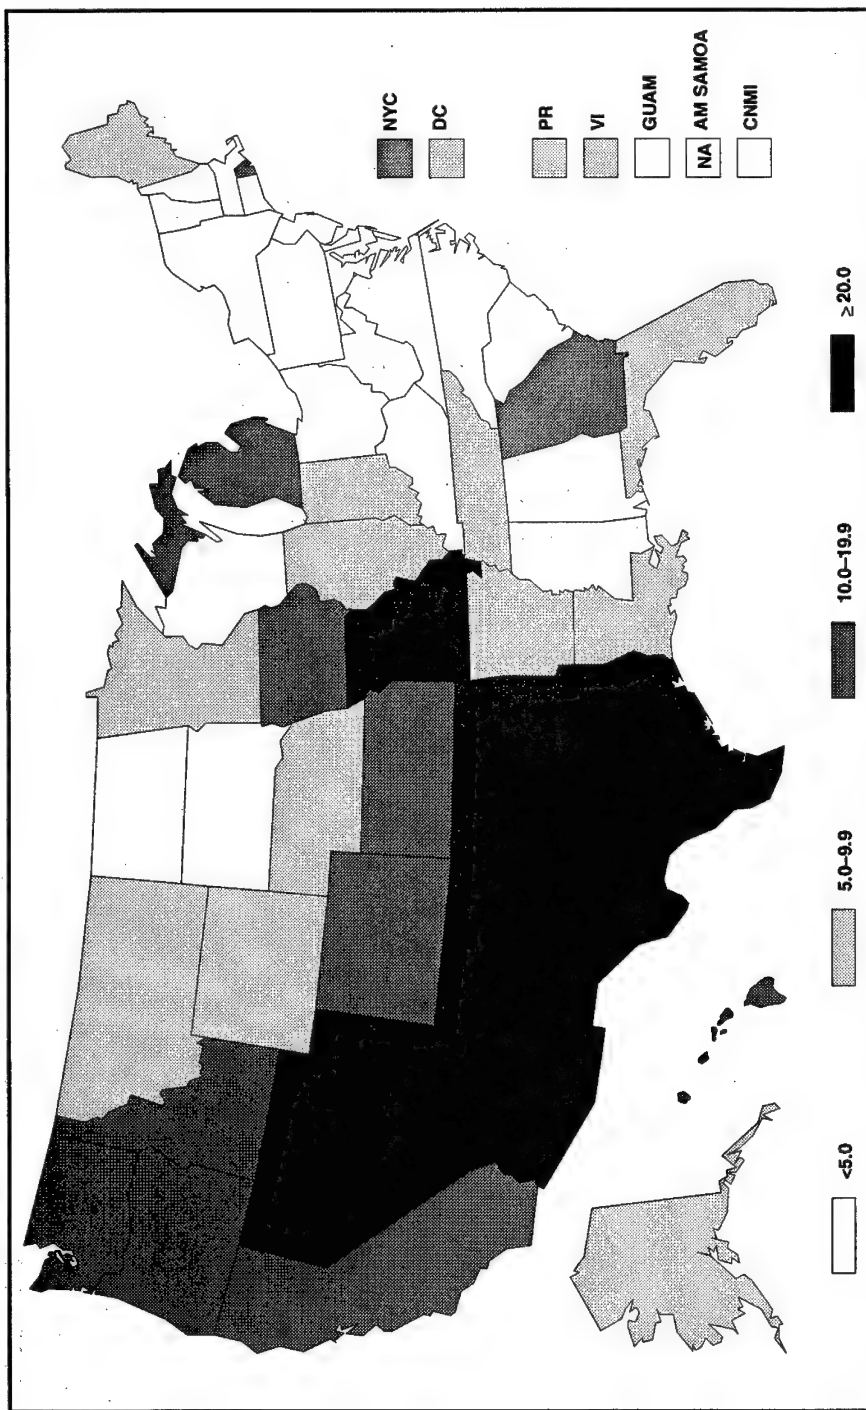 NYC
DC
PR
VI
GUAM
NA AM SAMOA
CNMI
<5.0
5.0–9.9
10.0–19.9
≥ 20.0